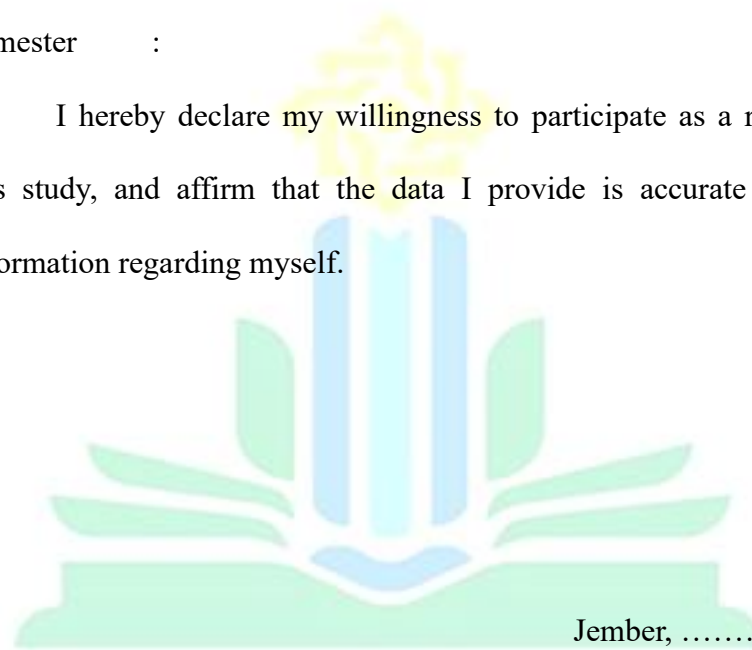 mester :
I hereby declare my willingness to participate as a r
s study, and affirm that the data I provide is accurate
ormation regarding myself.
Jember, …….